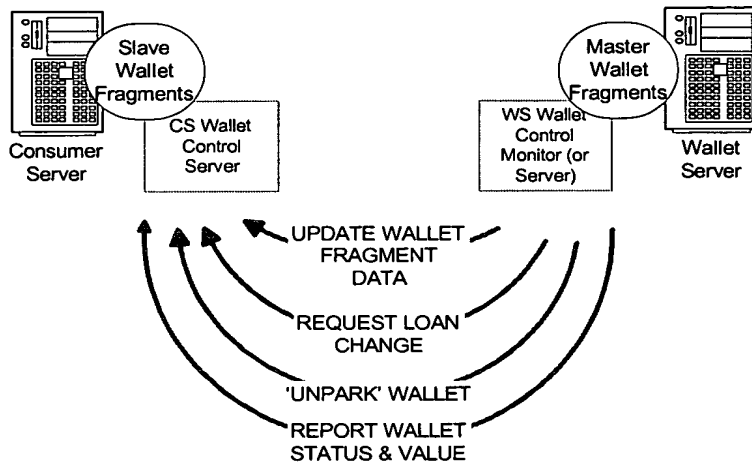 Slave
Wallet
Fragments
Master
Wallet
Fragments
CS Wallet
Control
Server
WS Wallet
Control
Monitor (or
Server)
Consumer
Server
Wallet
Server
UPDATE WALLET
FRAGMENT
DATA
REQUEST LOAN
CHANGE
'UNPARK' WALLET
REPORT WALLET
STATUS & VALUE